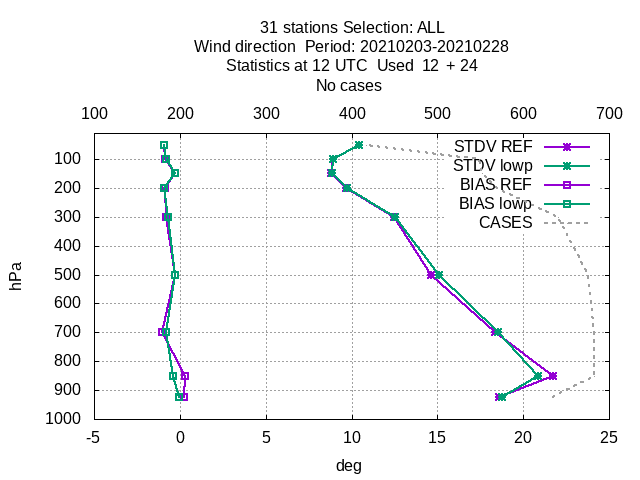 31 stations Selection: ALL
Wind direction  Period: 20210203-20210228
Statistics at 12 UTC  Used  12  + 24
No cases
100 200 300 400 500 600 700
STDV REF
STDV lowp
BIAS REF
BIAS lowp
CASES
100
200
300
400
500
600
700
800
900
1000
hPa
-5 0 5 10 15 20 25
deg